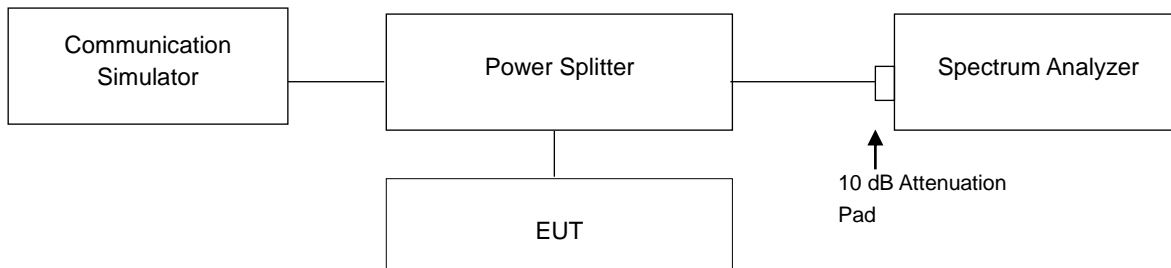 Communication
Simulator
Power Splitter
Spectrum Analyzer
10 dB Attenuation
Pad
EUT